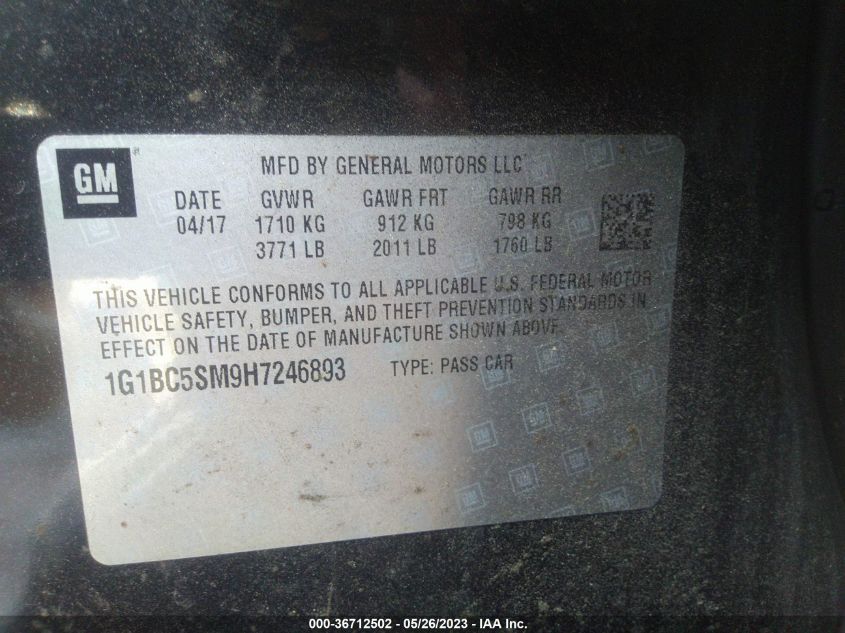 GM
MFD BY GENERAL MOTORS LLC
DATE GVWR GAWR FRT GAWR RR
04/17 1710 KG 912 KG 798 KG
3771 LB 2011 LB 1760 LB
THIS VEHICLE CONFORMS TO ALL APPLICABLE U.S. FEDERAL MOTOR
VEHICLE SAFETY, BUMPER, AND THEFT PREVENTION STANDARDS IN
EFFECT ON THE DATE OF MANUFACTURE SHOWN ABOVE.
1G1BC5SM9H7246893 TYPE: PASS CAR
000-36712502 - 05/26/2023 - IAA Inc.